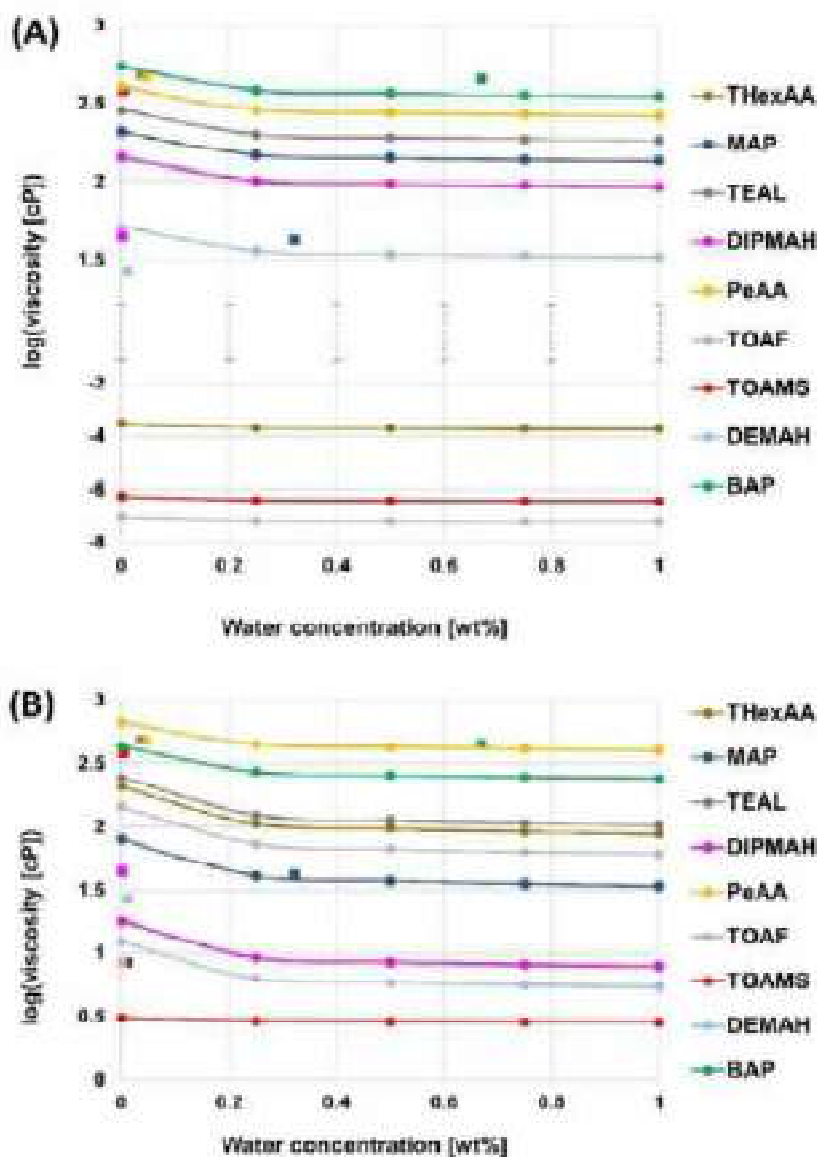 (A)
3
2.5
2
1.5
-2
-4
-6
-8
0
0.2
0.4
0.6
0.8
1
log(viscosity [cP])
Water concentration [wt%]
THexAA
MAP
TEAL
DIPMAH
PeAA
TOAF
TOAMS
DEMAH
BAP
(B)
3
2.5
2
1.5
1
0.5
0
0
0.2
0.4
0.6
0.8
1
log(viscosity [cP])
Water concentration [wt%]
THexAA
MAP
TEAL
DIPMAH
PeAA
TOAF
TOAMS
DEMAH
BAP